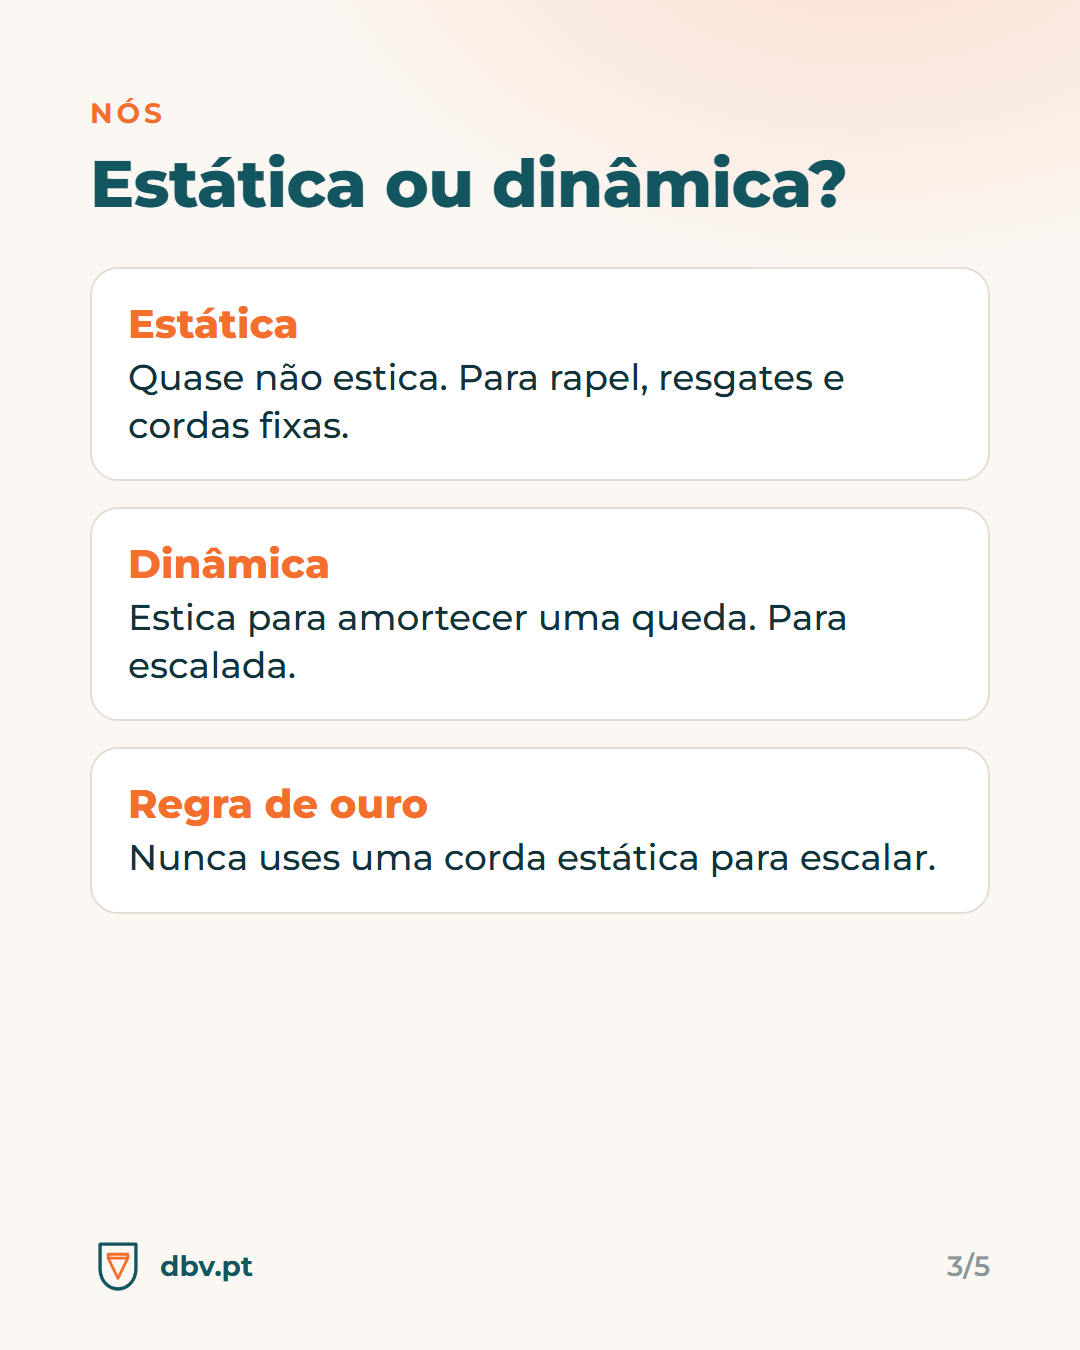 NÓS
Estática ou dinâmica?
Estática
Quase não estica. Para rapel, resgates e
cordas fixas.
Dinâmica
Estica para amortecer uma queda. Para
escalada.
Regra de ouro
Nunca uses uma corda estática para escalar.
dbv.pt
3/5